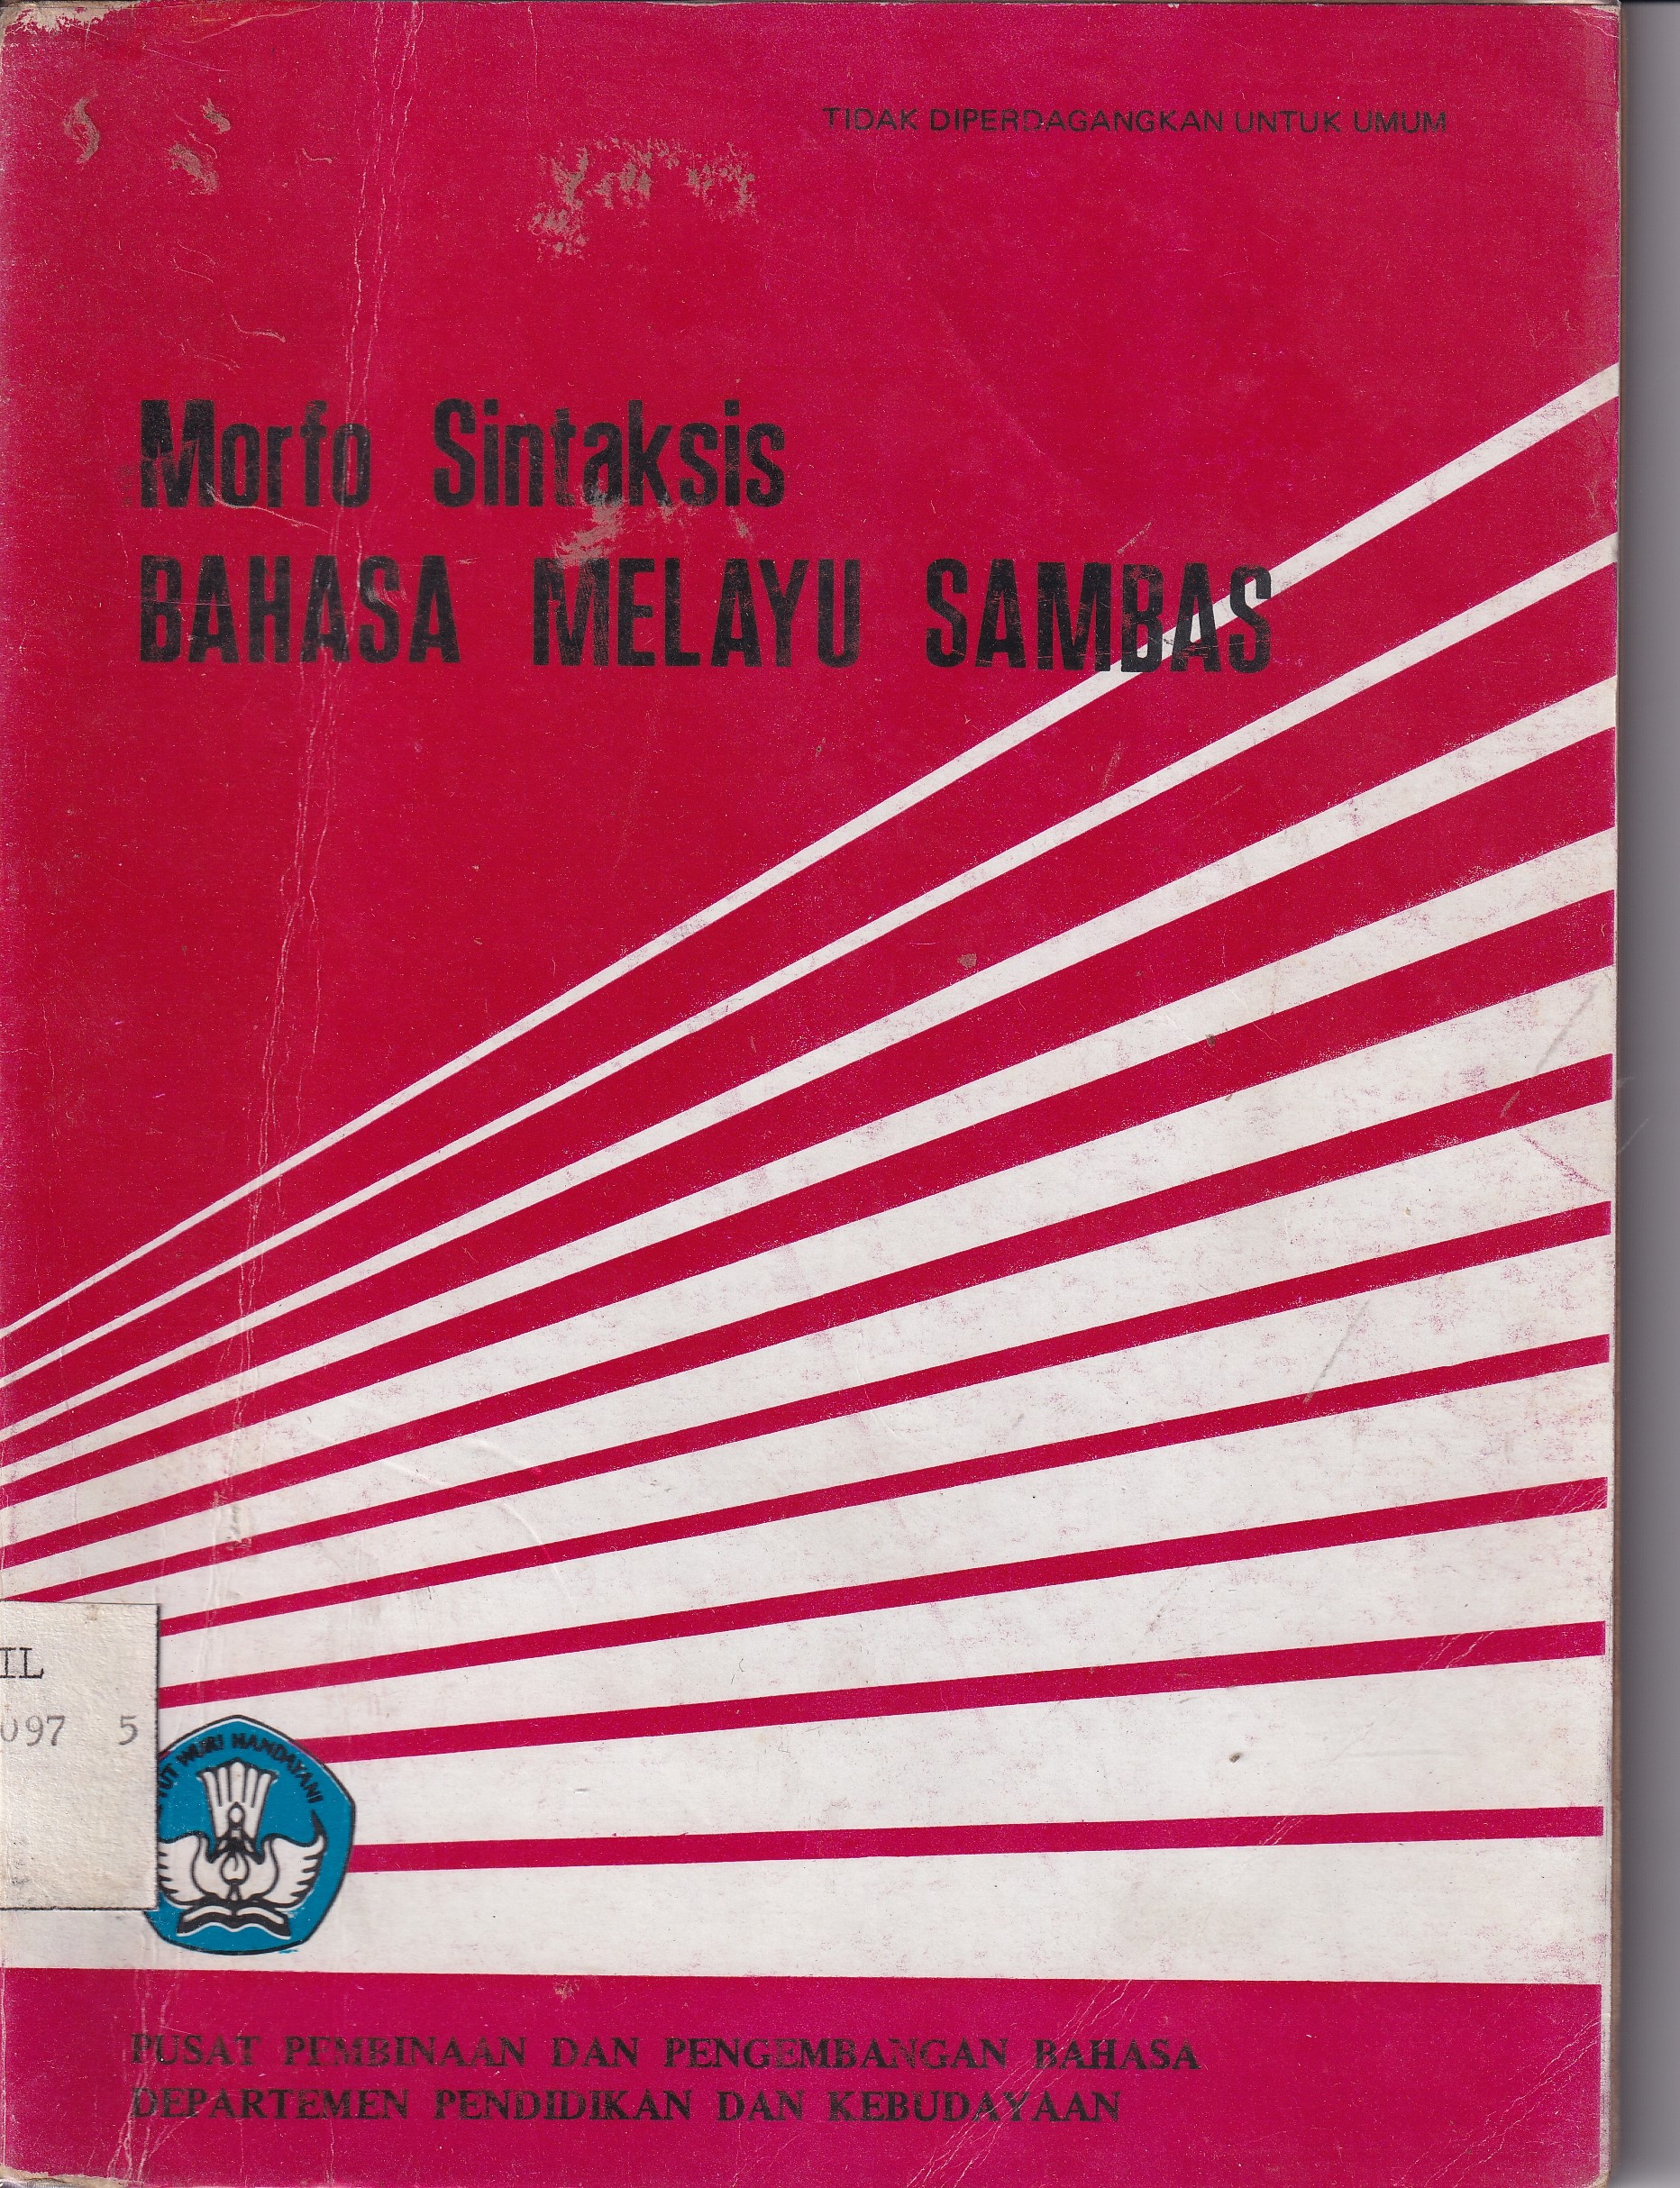 TIDAK DIPERDAGANGKAN UNTUK UMUM
Morfo Sintaksis
BAHASA MELAYU SAMBAS
IL
097 5
TUT WURI HANDAYANI
PUSAT PEMBINAAN DAN PENGEMBANGAN BAHASA
DEPARTEMEN PENDIDIKAN DAN KEBUDAYAAN